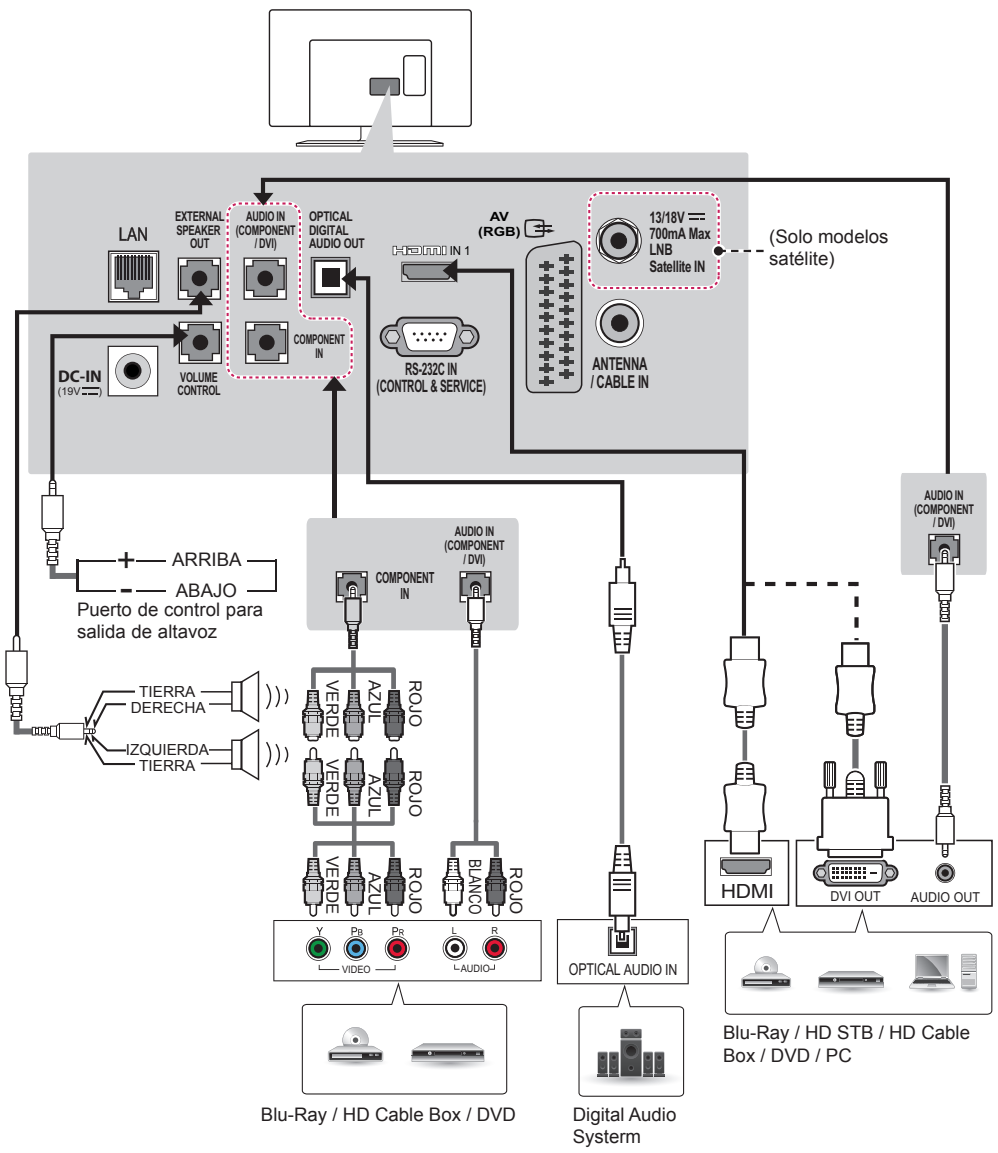 LAN
EXTERNAL
SPEAKER
OUT
AUDIO IN
(COMPONENT
/ DVI)
OPTICAL
DIGITAL
AUDIO OUT
HDMI IN 1
AV
(RGB)
13/18V
700mA Max
LNB
Satellite IN
(Solo modelos
satélite)
DC-IN
(19V )
VOLUME
CONTROL
COMPONENT
IN
RS-232C IN
(CONTROL & SERVICE)
ANTENNA
/ CABLE IN
+ ARRIBA
- ABAJO
Puerto de control para
salida de altavoz
COMPONENT
IN
AUDIO IN
(COMPONENT
/ DVI)
AUDIO IN
(COMPONENT
/ DVI)
TIERRA
DERECHA
IZQUIERDA
TIERRA
VERDE
AZUL
ROJO
VERDE
AZUL
ROJO
VERDE
AZUL
ROJO
BLANCO
ROJO
Y PB PR
VIDEO
L R
AUDIO
OPTICAL AUDIO IN
HDMI
DVI OUT
AUDIO OUT
Blu-Ray / HD Cable Box / DVD
Digital Audio
Systerm
Blu-Ray / HD STB / HD Cable
Box / DVD / PC